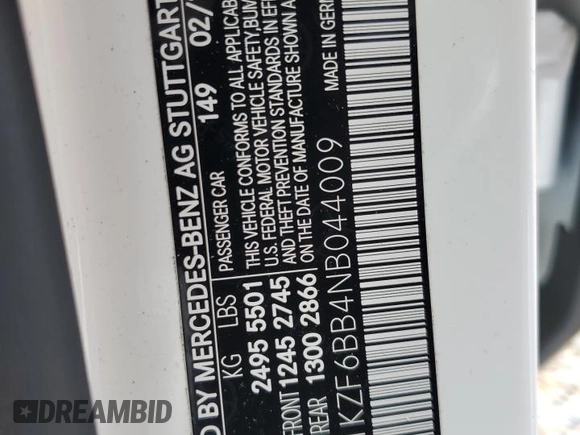 D BY MERCEDES-BENZ AG STUTTGART
149 02/
KG LBS PASSENGER CAR
2495 5501 THIS VEHICLE CONFORMS TO ALL APPLICAB
U.S. FEDERAL MOTOR VEHICLE SAFETY, BUM
FRONT 1245 2745 AND THEFT PREVENTION STANDARDS IN EF
REAR 1300 2866 ON THE DATE OF MANUFACTURE SHOWN A
MADE IN GER
KZF6BB4NB044009
DREAMBID